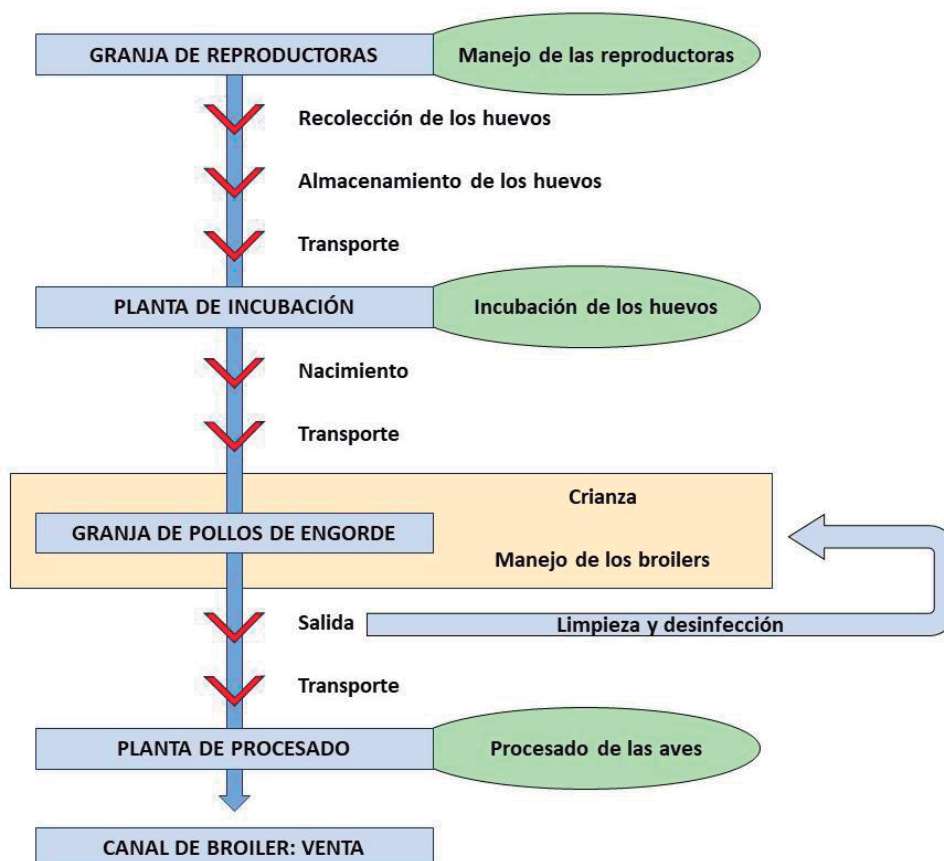 GRANJA DE REPRODUCTORAS
Manejo de las reproductoras
Recolección de los huevos
Almacenamiento de los huevos
Transporte
PLANTA DE INCUBACIÓN
Incubación de los huevos
Nacimiento
Transporte
Crianza
GRANJA DE POLLOS DE ENGORDE
Manejo de los broilers
Salida
Limpieza y desinfección
Transporte
PLANTA DE PROCESADO
Procesado de las aves
CANAL DE BROILER: VENTA